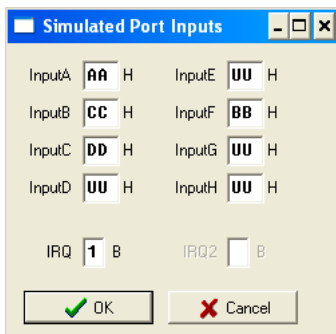 Simulated Port Inputs
InputA AA H InputE UU H
InputB CC H InputF BB H
InputC DD H InputG UU H
InputD UU H InputH UU H
IRQ 1 B IRQ2 B
OK Cancel